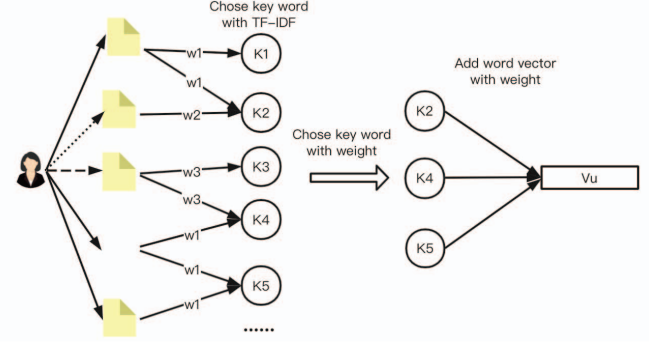 Chose key word
with TF-IDF
w1
K1
w1
w2
K2
w3
K3
w3
K4
w1
w1
K5
w1
......
Chose key word
with weight
Add word vector
with weight
K2
K4
K5
Vu